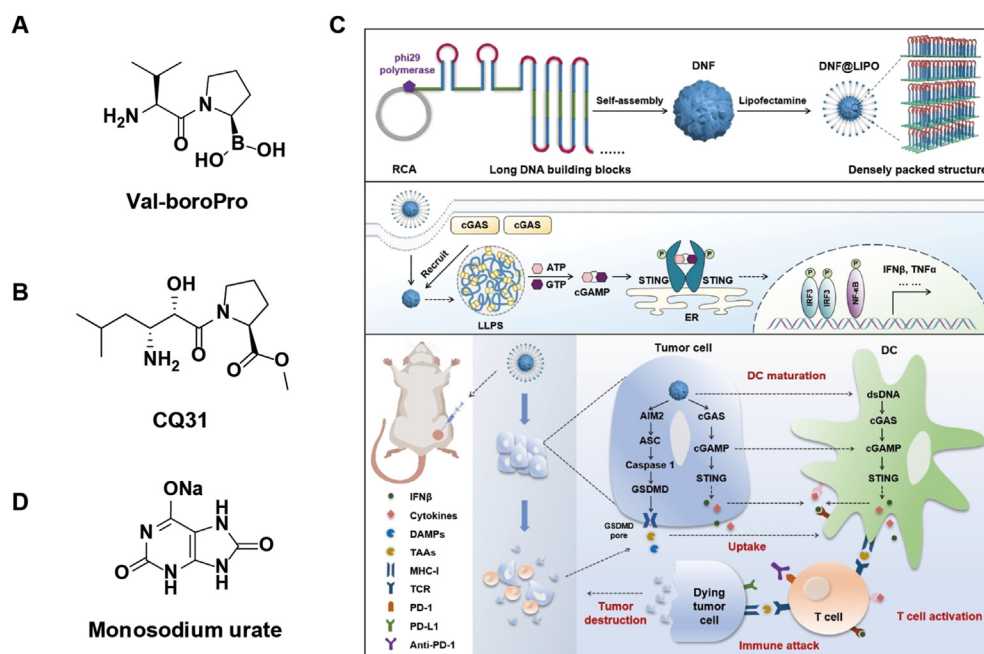 A
H₂N
N
O
B
HO
OH
Val-boroPro
B
OH
N
NH₂
O
O
O
CQ31
D
ONa
N
H
N
O
O
N
H
N
H
Monosodium urate
C
phi29
polymerase
RCA
Long DNA building blocks
......
Self-assembly
DNF
Lipofectamine
DNF@LIPO
Densely packed structure
cGAS
cGAS
Recruit
LLPS
ATP
GTP
cGAMP
P
P
STING
STING
ER
P
P
P
IRF3
IRF3
NF-κB
IFNβ, TNFα
... ...
IFNβ
Cytokines
DAMPs
TAAs
MHC-I
TCR
PD-1
PD-L1
Anti-PD-1
Tumor cell
AIM2
ASC
Caspase 1
GSDMD
cGAS
cGAMP
STING
GSDMD
pore
DC maturation
DC
dsDNA
cGAS
cGAMP
STING
Uptake
Tumor
destruction
Dying
tumor
cell
Immune attack
T cell
T cell activation